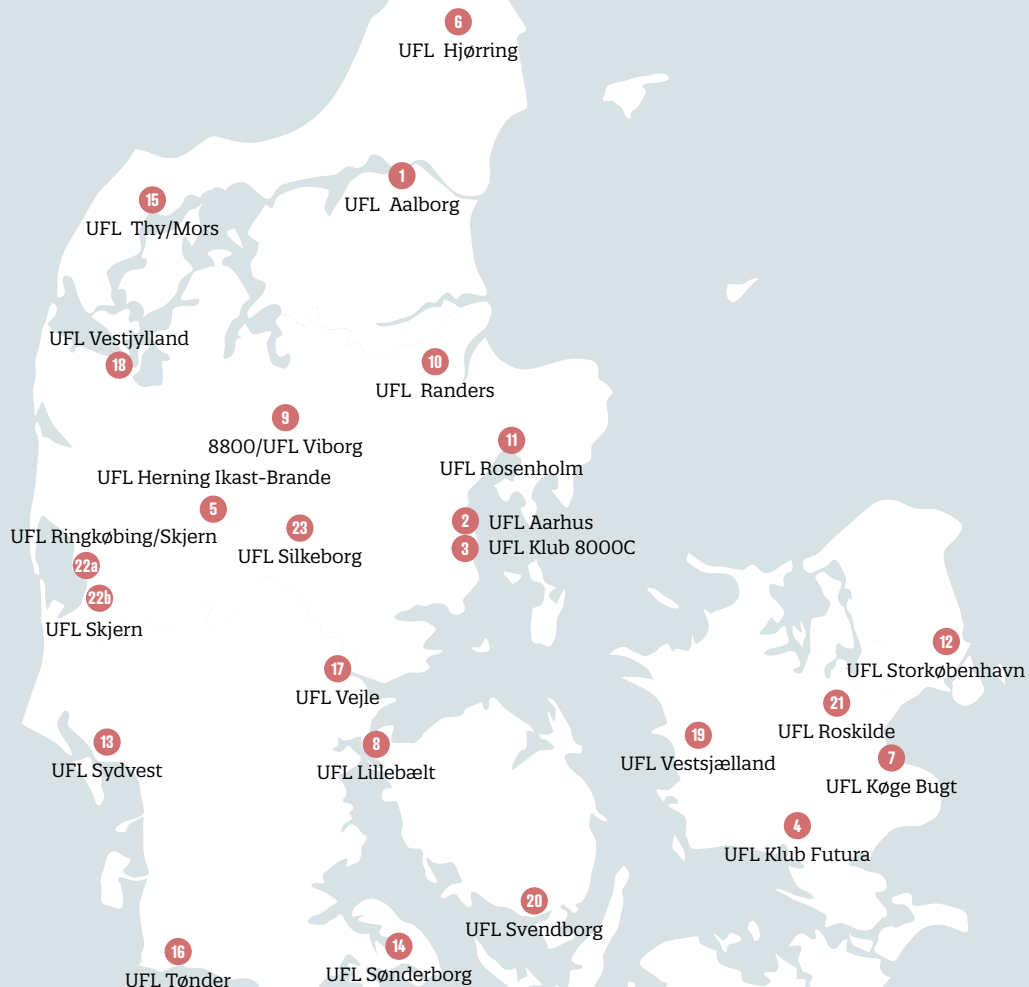 6
UFL Hjørring
1
UFL Aalborg
15
UFL Thy/Mors
UFL Vestjylland
18
10
UFL Randers
9
8800/UFL Viborg
11
UFL Rosenholm
UFL Herning Ikast-Brande
5
2 UFL Aarhus
3 UFL Klub 8000C
23
UFL Silkeborg
UFL Ringkøbing/Skjern
22a
22b
UFL Skjern
12
UFL Storkøbenhavn
17
UFL Vejle
21
UFL Roskilde
19
UFL Vestsjælland
13
UFL Sydvest
8
UFL Lillebælt
7
UFL Køge Bugt
4
UFL Klub Futura
20
UFL Svendborg
14
UFL Sønderborg
16
UFL Tønder